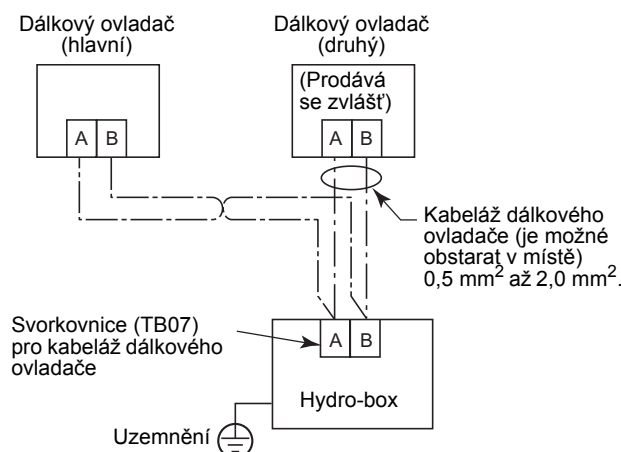 Dálkový ovladač
(hlavní)
Dálkový ovladač
(druhý)
(Prodává
se zvlášť)
A B
A B
Kabeláž dálkového
ovladače (je možné
obstarat v místě)
0,5 mm² až 2,0 mm².
Svorkovnice (TB07)
pro kabeláž dálkového
ovladače
A B
Hydro-box
Uzemnění